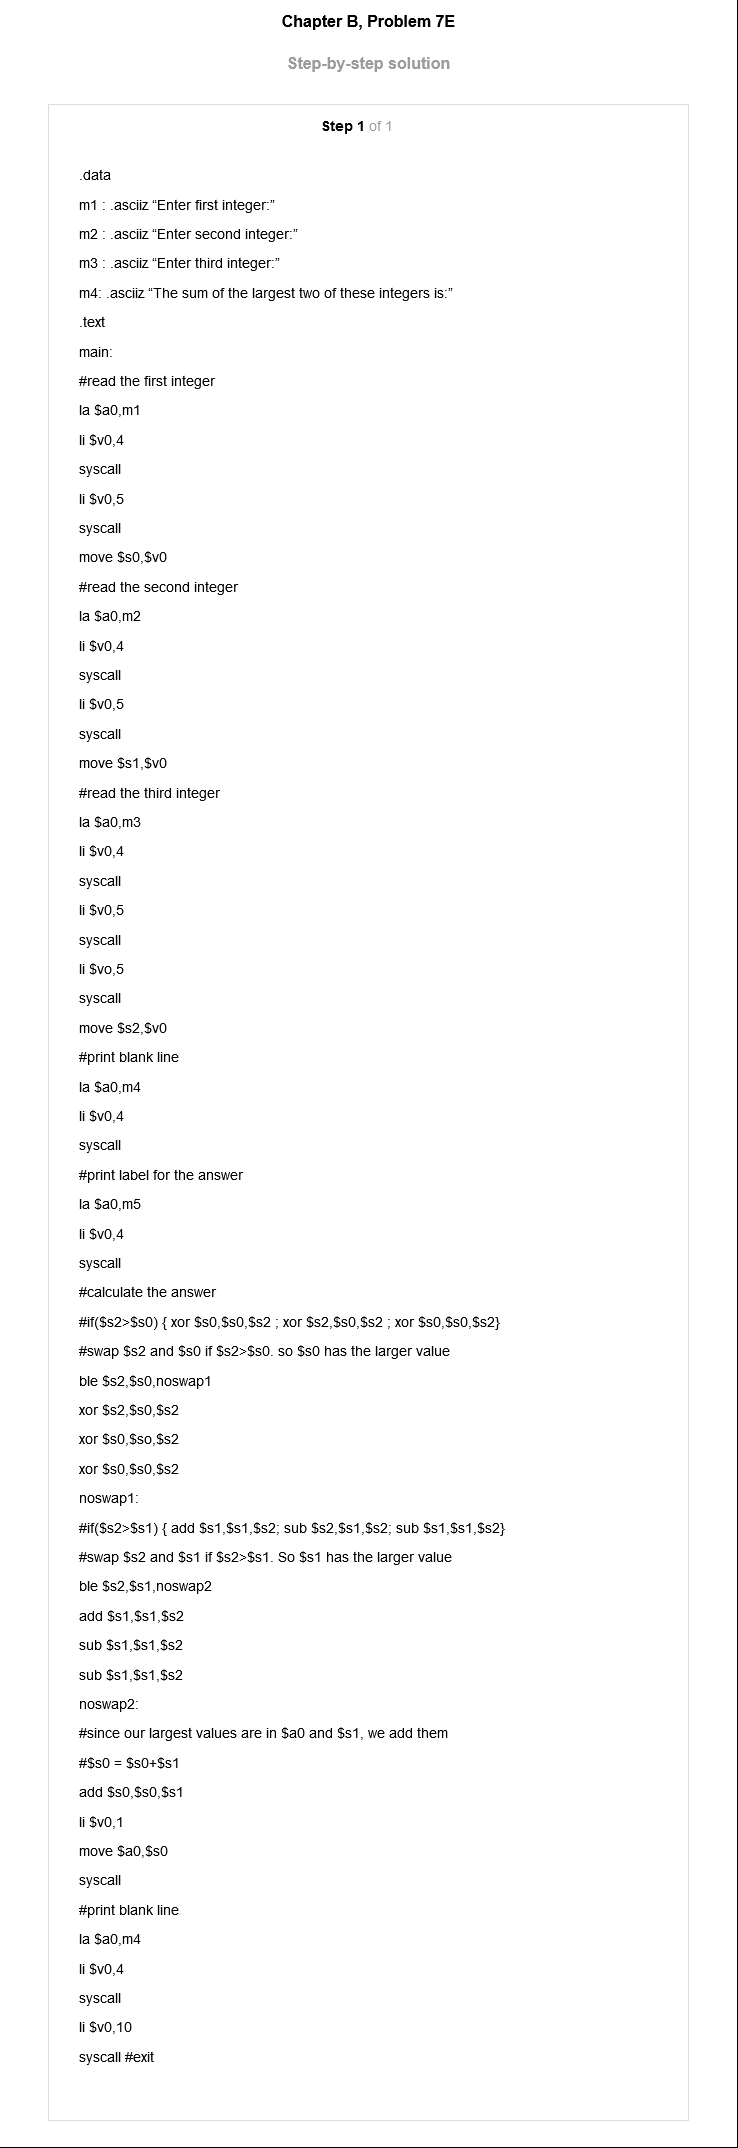 Chapter B, Problem 7E
Step-by-step solution
Step 1 of 1
.data
m1 : .asciiz “Enter first integer:”
m2 : .asciiz “Enter second integer:”
m3 : .asciiz “Enter third integer:”
m4: .asciiz “The sum of the largest two of these integers is:”
.text
main:
#read the first integer
la $a0,m1
li $v0,4
syscall
li $v0,5
syscall
move $s0,$v0
#read the second integer
la $a0,m2
li $v0,4
syscall
li $v0,5
syscall
move $s1,$v0
#read the third integer
la $a0,m3
li $v0,4
syscall
li $v0,5
syscall
li $vo,5
syscall
move $s2,$v0
#print blank line
la $a0,m4
li $v0,4
syscall
#print label for the answer
la $a0,m5
li $v0,4
syscall
#calculate the answer
#if($s2>$s0) { xor $s0,$s0,$s2 ; xor $s2,$s0,$s2 ; xor $s0,$s0,$s2}
#swap $s2 and $s0 if $s2>$s0. so $s0 has the larger value
ble $s2,$s0,noswap1
xor $s2,$s0,$s2
xor $s0,$so,$s2
xor $s0,$s0,$s2
noswap1:
#if($s2>$s1) { add $s1,$s1,$s2; sub $s2,$s1,$s2; sub $s1,$s1,$s2}
#swap $s2 and $s1 if $s2>$s1. So $s1 has the larger value
ble $s2,$s1,noswap2
add $s1,$s1,$s2
sub $s1,$s1,$s2
sub $s1,$s1,$s2
noswap2:
#since our largest values are in $a0 and $s1, we add them
#$s0 = $s0+$s1
add $s0,$s0,$s1
li $v0,1
move $a0,$s0
syscall
#print blank line
la $a0,m4
li $v0,4
syscall
li $v0,10
syscall #exit